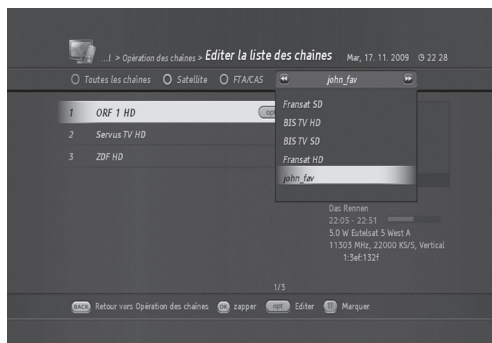 ...l > Opération des chaînes > Editer la liste des chaînes Mar, 17. 11. 2009 22 28
Toutes les chaînes Satellite FTA/CAS john_fav
Fransat SD
BIS TV HD
BIS TV SD
Fransat HD
john_fav
1 ORF 1 HD opt
2 Servus TV HD
3 ZDF HD
Das Rennen
22:05 - 22:51
5.0 W Eutelsat 5 West A
11303 MHz, 22000 KS/S, Vertical
1:3ef:132f
1/3
BACK Retour vers Opération des chaînes OK zapper opt Editer Marquer